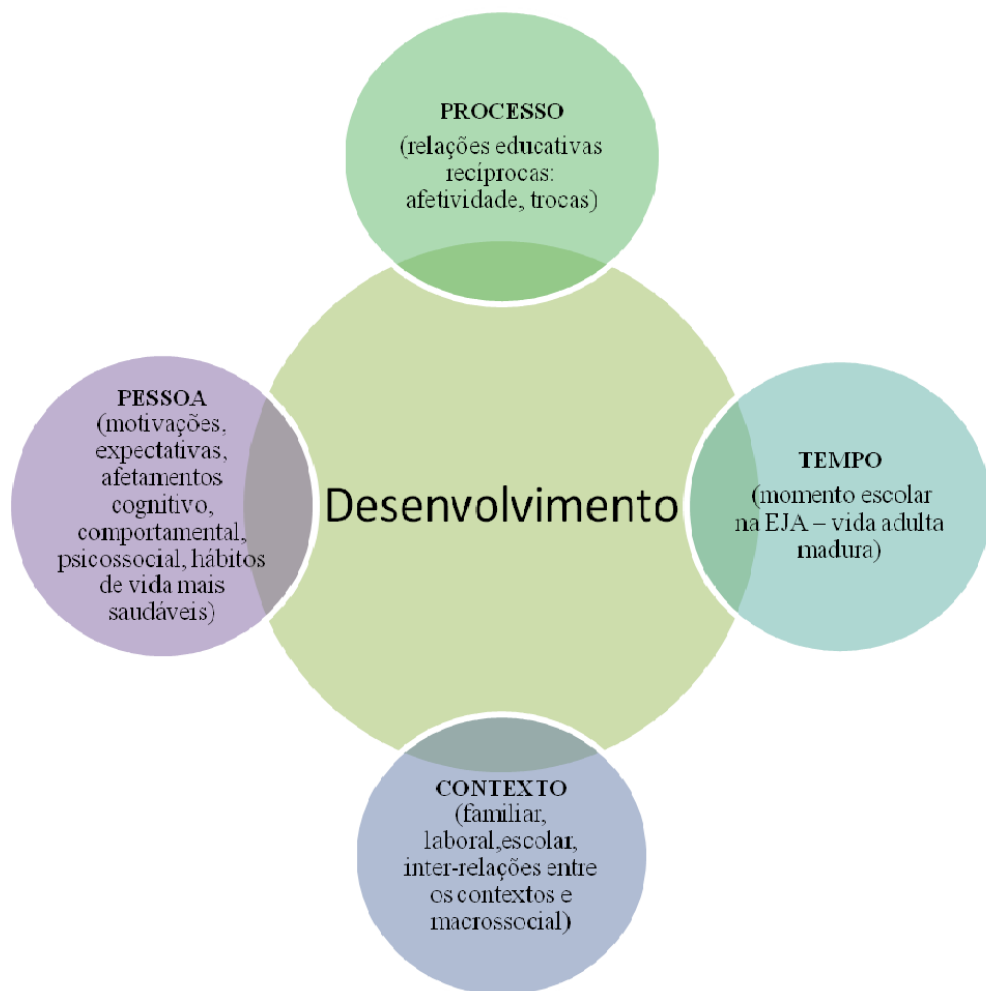 PROCESSO
(relações educativas
recíprocas:
afetividade, trocas)
PESSOA
(motivações,
expectativas,
afetamentos
cognitivo,
comportamental,
psicossocial, hábitos
de vida mais
saudáveis)
Desenvolvimento
TEMPO
(momento escolar
na EJA – vida adulta
madura)
CONTEXTO
(familiar,
laboral,escolar,
inter-relações entre
os contextos e
macrossocial)